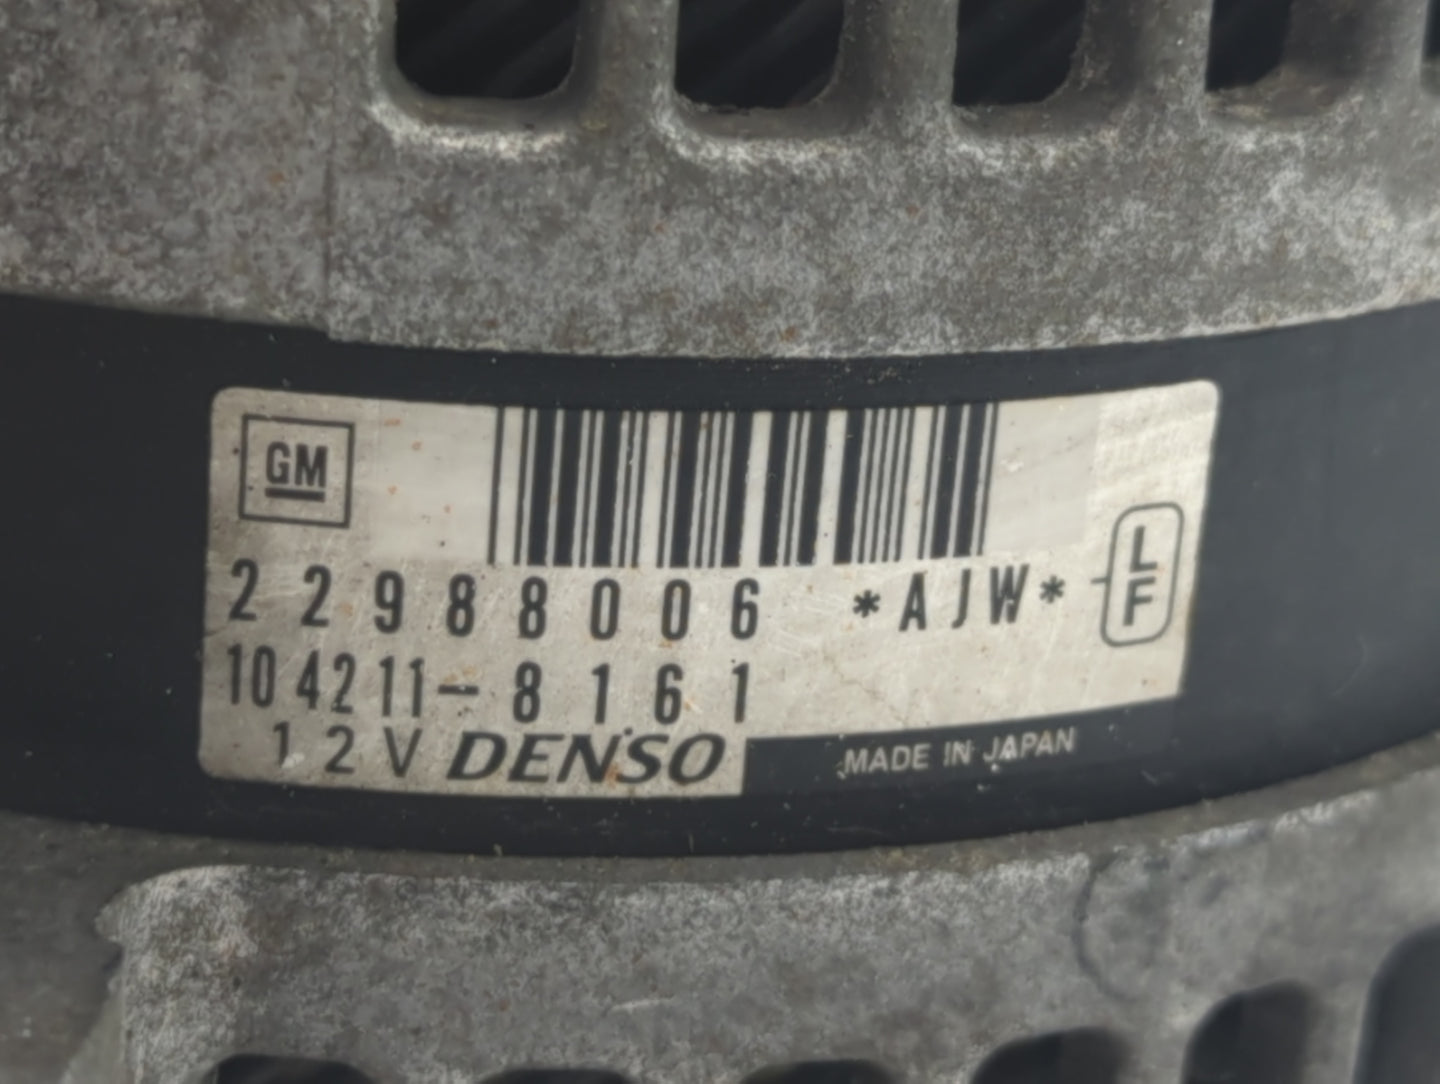 GM
22988006 *AJW*
L
F
104211-8161
12V DENSO
MADE IN JAPAN